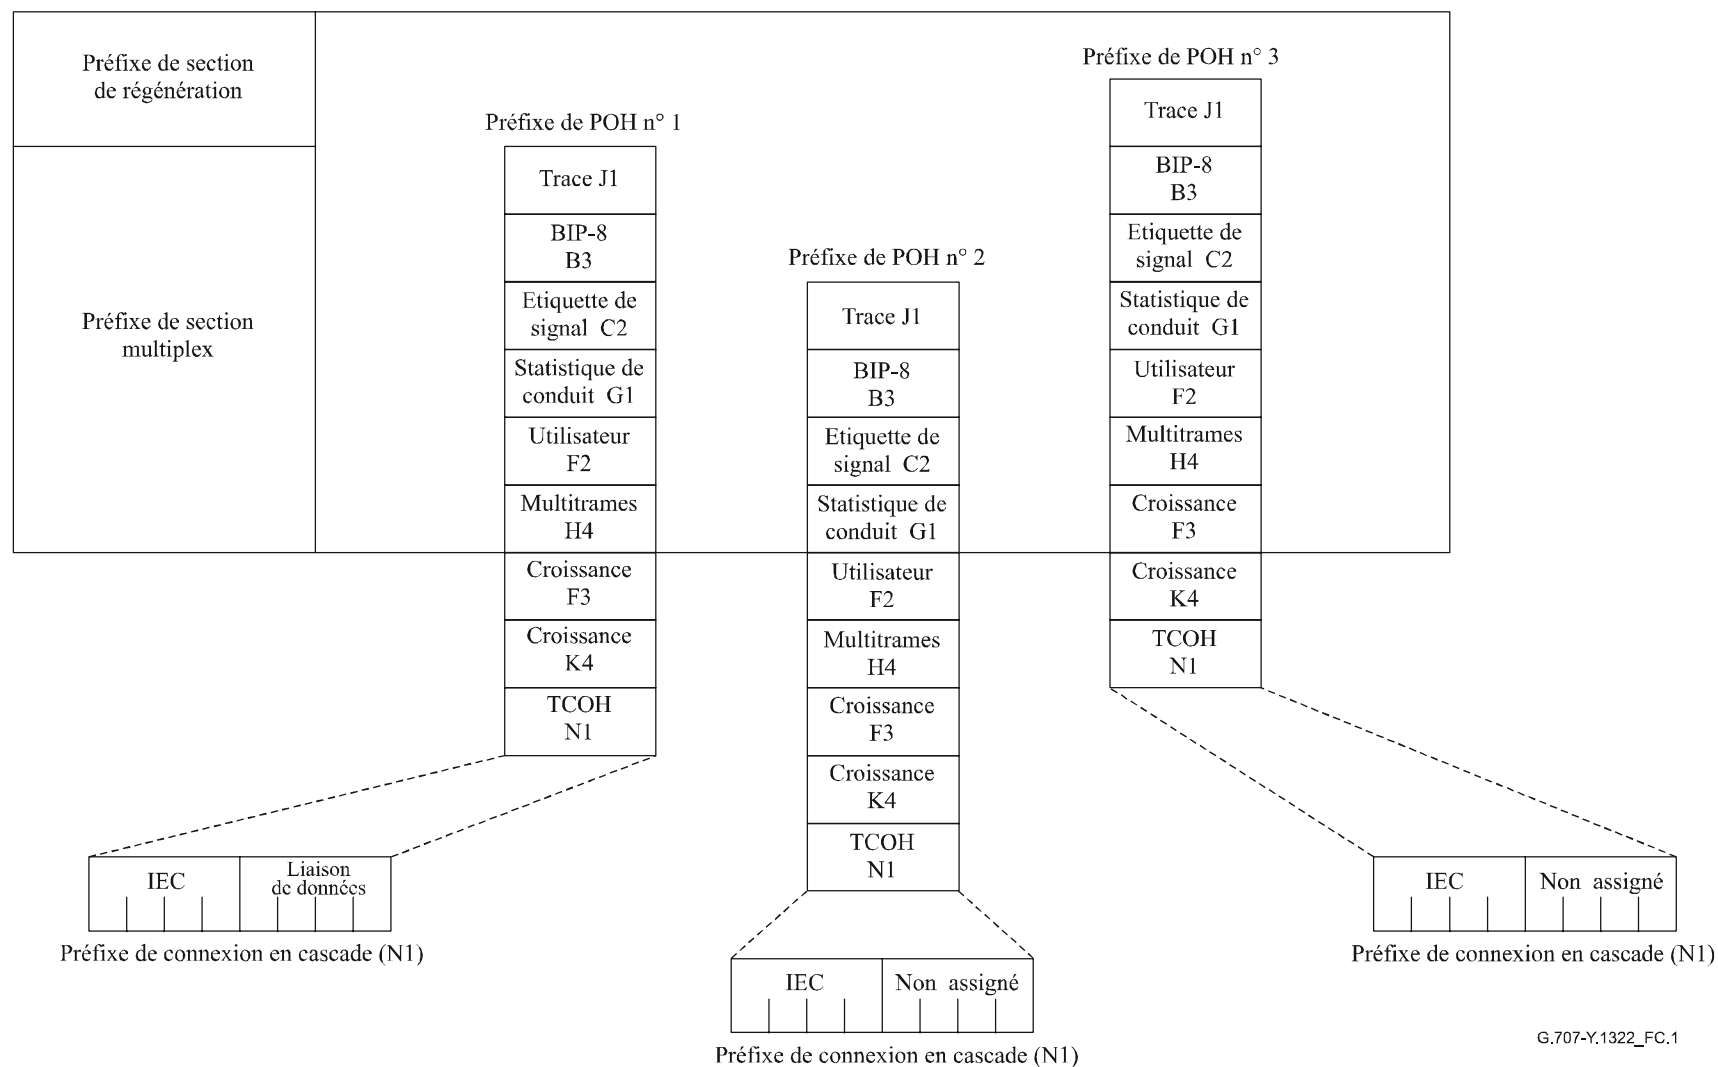 Préfixe de section
de régénération
Préfixe de section
multiplex
Préfixe de POH n° 1
Trace J1
BIP-8
B3
Etiquette de
signal C2
Statistique de
conduit G1
Utilisateur
F2
Multitrames
H4
Croissance
F3
Croissance
K4
TCOH
N1
IEC
Liaison
de données
Préfixe de connexion en cascade (N1)
Préfixe de POH n° 2
Trace J1
BIP-8
B3
Etiquette de
signal C2
Statistique de
conduit G1
Utilisateur
F2
Multitrames
H4
Croissance
F3
Croissance
K4
TCOH
N1
IEC
Non assigné
Préfixe de connexion en cascade (N1)
Préfixe de POH n° 3
Trace J1
BIP-8
B3
Etiquette de
signal C2
Statistique de
conduit G1
Utilisateur
F2
Multitrames
H4
Croissance
F3
Croissance
K4
TCOH
N1
IEC
Non assigné
Préfixe de connexion en cascade (N1)
G.707-Y.1322_FC.1